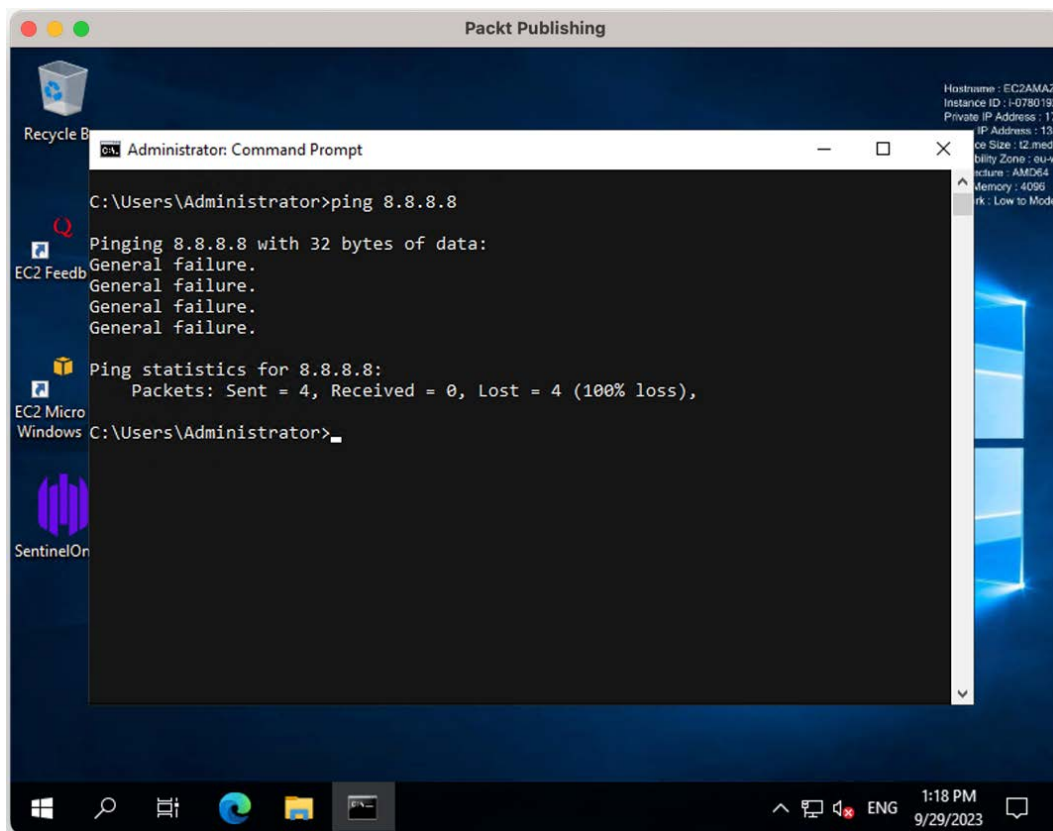 Packt Publishing
Hostname : EC2AMAZ
Instance ID : i-078019
Private IP Address : 17
IP Address : 13
ce Size : t2.med
bility Zone : eu-w
ecture : AMD64
Memory : 4096
rk : Low to Mode
Recycle B
Administrator: Command Prompt
C:\Users\Administrator>ping 8.8.8.8
Pinging 8.8.8.8 with 32 bytes of data:
General failure.
General failure.
General failure.
General failure.
Ping statistics for 8.8.8.8:
Packets: Sent = 4, Received = 0, Lost = 4 (100% loss),
C:\Users\Administrator>
EC2 Feedb
EC2 Micro
Windows
SentinelOn
ENG
1:18 PM
9/29/2023